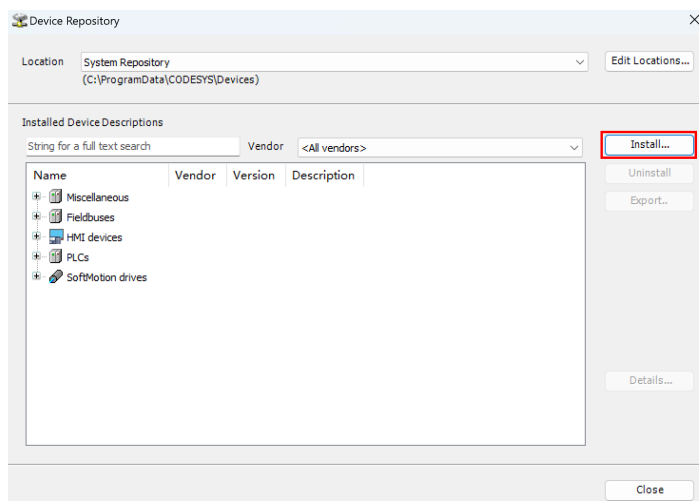 Device Repository
Location System Repository Edit Locations...
(C:\ProgramData\CODESYS\Devices)
Installed Device Descriptions
String for a full text search Vendor <All vendors> Install...
Name Vendor Version Description Uninstall
Miscellaneous Export..
Fieldbuses
HMI devices
PLCs
SoftMotion drives
Details...
Close